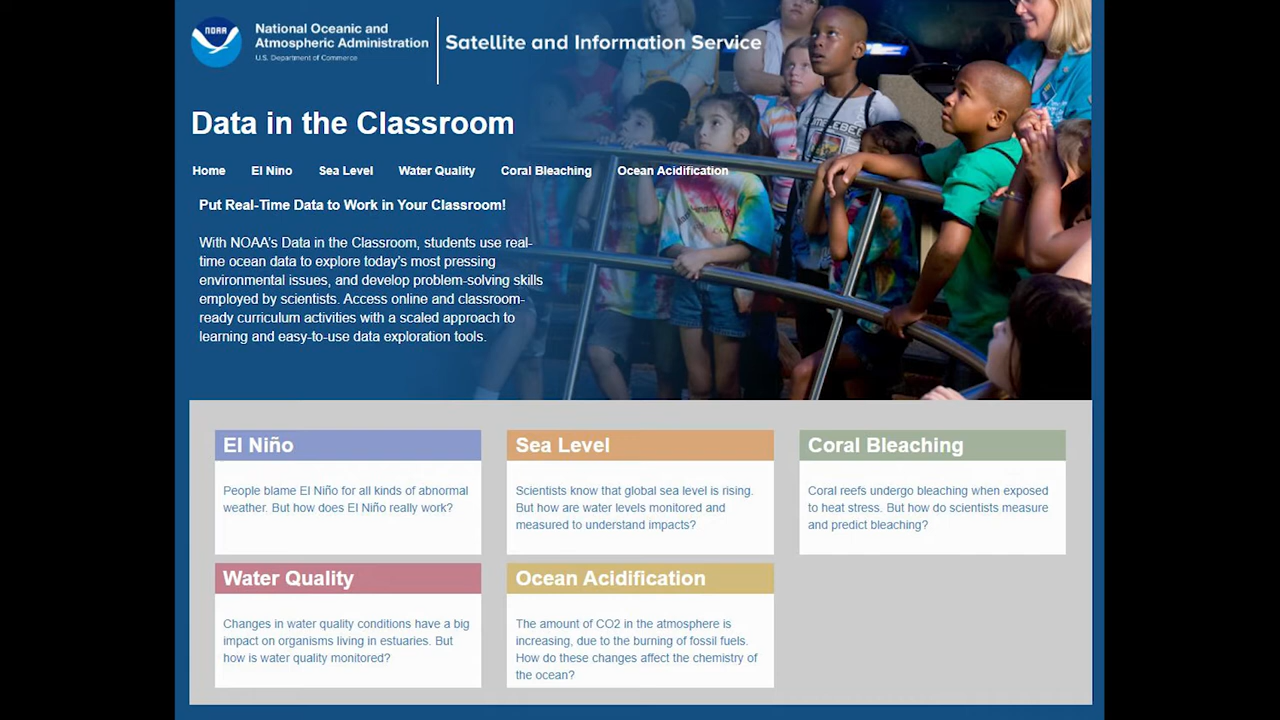 NOAA
National Oceanic and
Atmospheric Administration
U.S. Department of Commerce
Satellite and Information Service
Data in the Classroom
Home El Nino Sea Level Water Quality Coral Bleaching Ocean Acidification
Put Real-Time Data to Work in Your Classroom!
With NOAA's Data in the Classroom, students use real-
time ocean data to explore today's most pressing
environmental issues, and develop problem-solving skills
employed by scientists. Access online and classroom-
ready curriculum activities with a scaled approach to
learning and easy-to-use data exploration tools.
El Niño
People blame El Niño for all kinds of abnormal
weather. But how does El Niño really work?
Sea Level
Scientists know that global sea level is rising.
But how are water levels monitored and
measured to understand impacts?
Coral Bleaching
Coral reefs undergo bleaching when exposed
to heat stress. But how do scientists measure
and predict bleaching?
Water Quality
Changes in water quality conditions have a big
impact on organisms living in estuaries. But
how is water quality monitored?
Ocean Acidification
The amount of CO2 in the atmosphere is
increasing, due to the burning of fossil fuels.
How do these changes affect the chemistry of
the ocean?